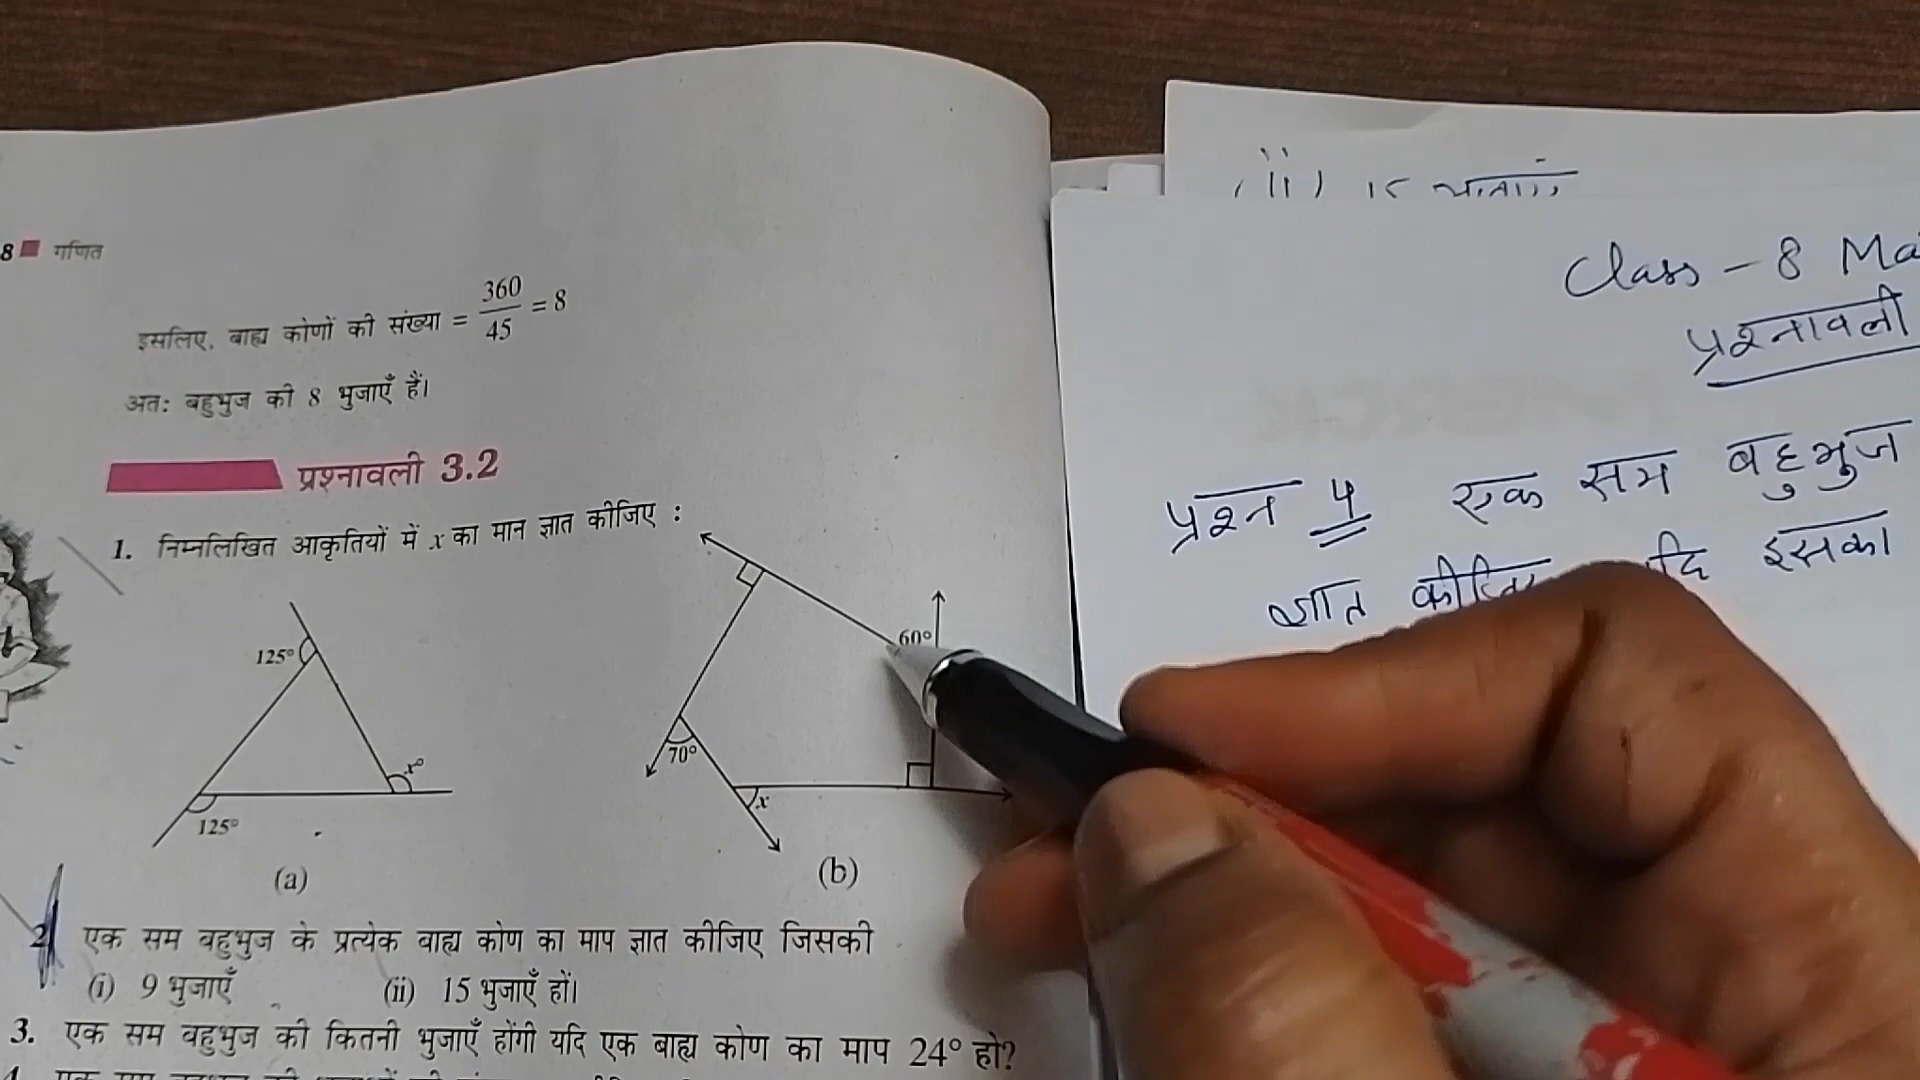 8 गणित
इसलिए, बाह्य कोणों की संख्या = 360/45 = 8
अतः बहुभुज की 8 भुजाएँ हैं।
प्रश्नावली 3.2
1. निम्नलिखित आकृतियों में x का मान ज्ञात कीजिए :
125°
x°
125°
(a)
60°
70°
x
(b)
2. एक सम बहुभुज के प्रत्येक बाह्य कोण का माप ज्ञात कीजिए जिसकी
(i) 9 भुजाएँ (ii) 15 भुजाएँ हों।
3. एक सम बहुभुज की कितनी भुजाएँ होंगी यदि एक बाह्य कोण का माप 24° हो?
Class - 8
प्रश्नावली
प्रश्न 4 एक सम बहुभुज
ज्ञात इसका